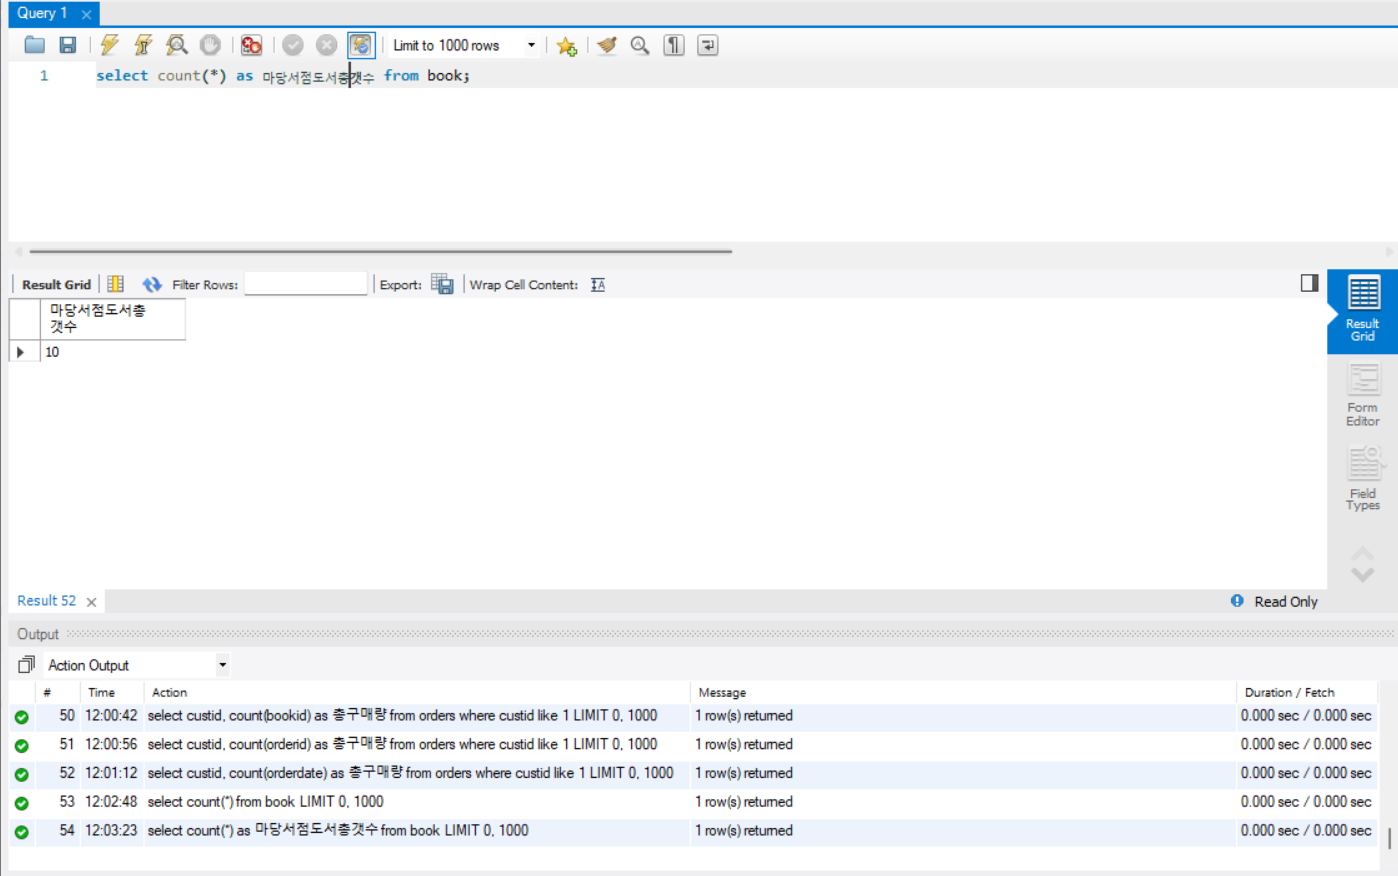 Query 1
Limit to 1000 rows
1 select count(*) as 마당서점도서총갯수 from book;
Result Grid Filter Rows: Export: Wrap Cell Content:
마당서점도서총
갯수
10
Result
Grid
Form
Editor
Field
Types
Result 52 Read Only
Output
Action Output
# Time Action Message Duration / Fetch
50 12:00:42 select custid, count(bookid) as 총구매량 from orders where custid like 1 LIMIT 0, 1000 1 row(s) returned 0.000 sec / 0.000 sec
51 12:00:56 select custid, count(orderid) as 총구매량 from orders where custid like 1 LIMIT 0, 1000 1 row(s) returned 0.000 sec / 0.000 sec
52 12:01:12 select custid, count(orderdate) as 총구매량 from orders where custid like 1 LIMIT 0, 1000 1 row(s) returned 0.000 sec / 0.000 sec
53 12:02:48 select count(*) from book LIMIT 0, 1000 1 row(s) returned 0.000 sec / 0.000 sec
54 12:03:23 select count(*) as 마당서점도서총갯수 from book LIMIT 0, 1000 1 row(s) returned 0.000 sec / 0.000 sec